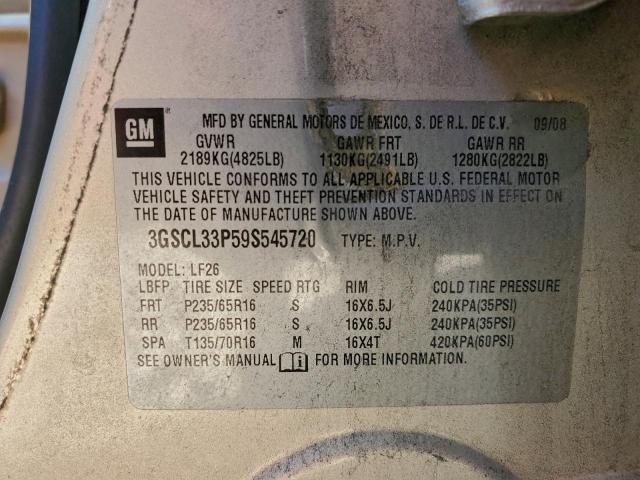 GM MFD BY GENERAL MOTORS DE MEXICO, S. DE R.L. DE C.V. 09/08
GVWR GAWR FRT GAWR RR
2189KG(4825LB) 1130KG(2491LB) 1280KG(2822LB)
THIS VEHICLE CONFORMS TO ALL APPLICABLE U.S. FEDERAL MOTOR
VEHICLE SAFETY AND THEFT PREVENTION STANDARDS IN EFFECT ON
THE DATE OF MANUFACTURE SHOWN ABOVE.
3GSCL33P59S545720 TYPE: M.P.V.
MODEL: LF26
LBFP TIRE SIZE SPEED RTG RIM COLD TIRE PRESSURE
FRT P235/65R16 S 16X6.5J 240KPA(35PSI)
RR P235/65R16 S 16X6.5J 240KPA(35PSI)
SPA T135/70R16 M 16X4T 420KPA(60PSI)
SEE OWNER'S MANUAL FOR MORE INFORMATION.